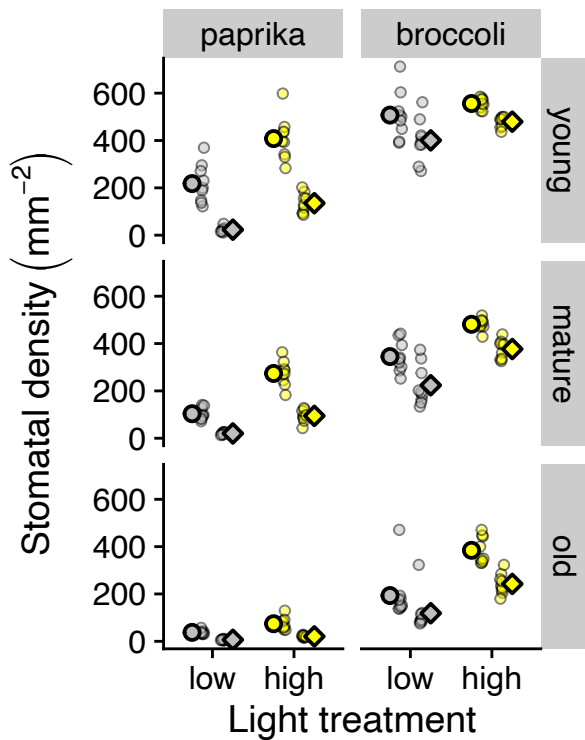 paprika broccoli
600
400
200
0
young
600
400
200
0
mature
600
400
200
0
old
low high low high
Light treatment
Stomatal density (mm⁻²)